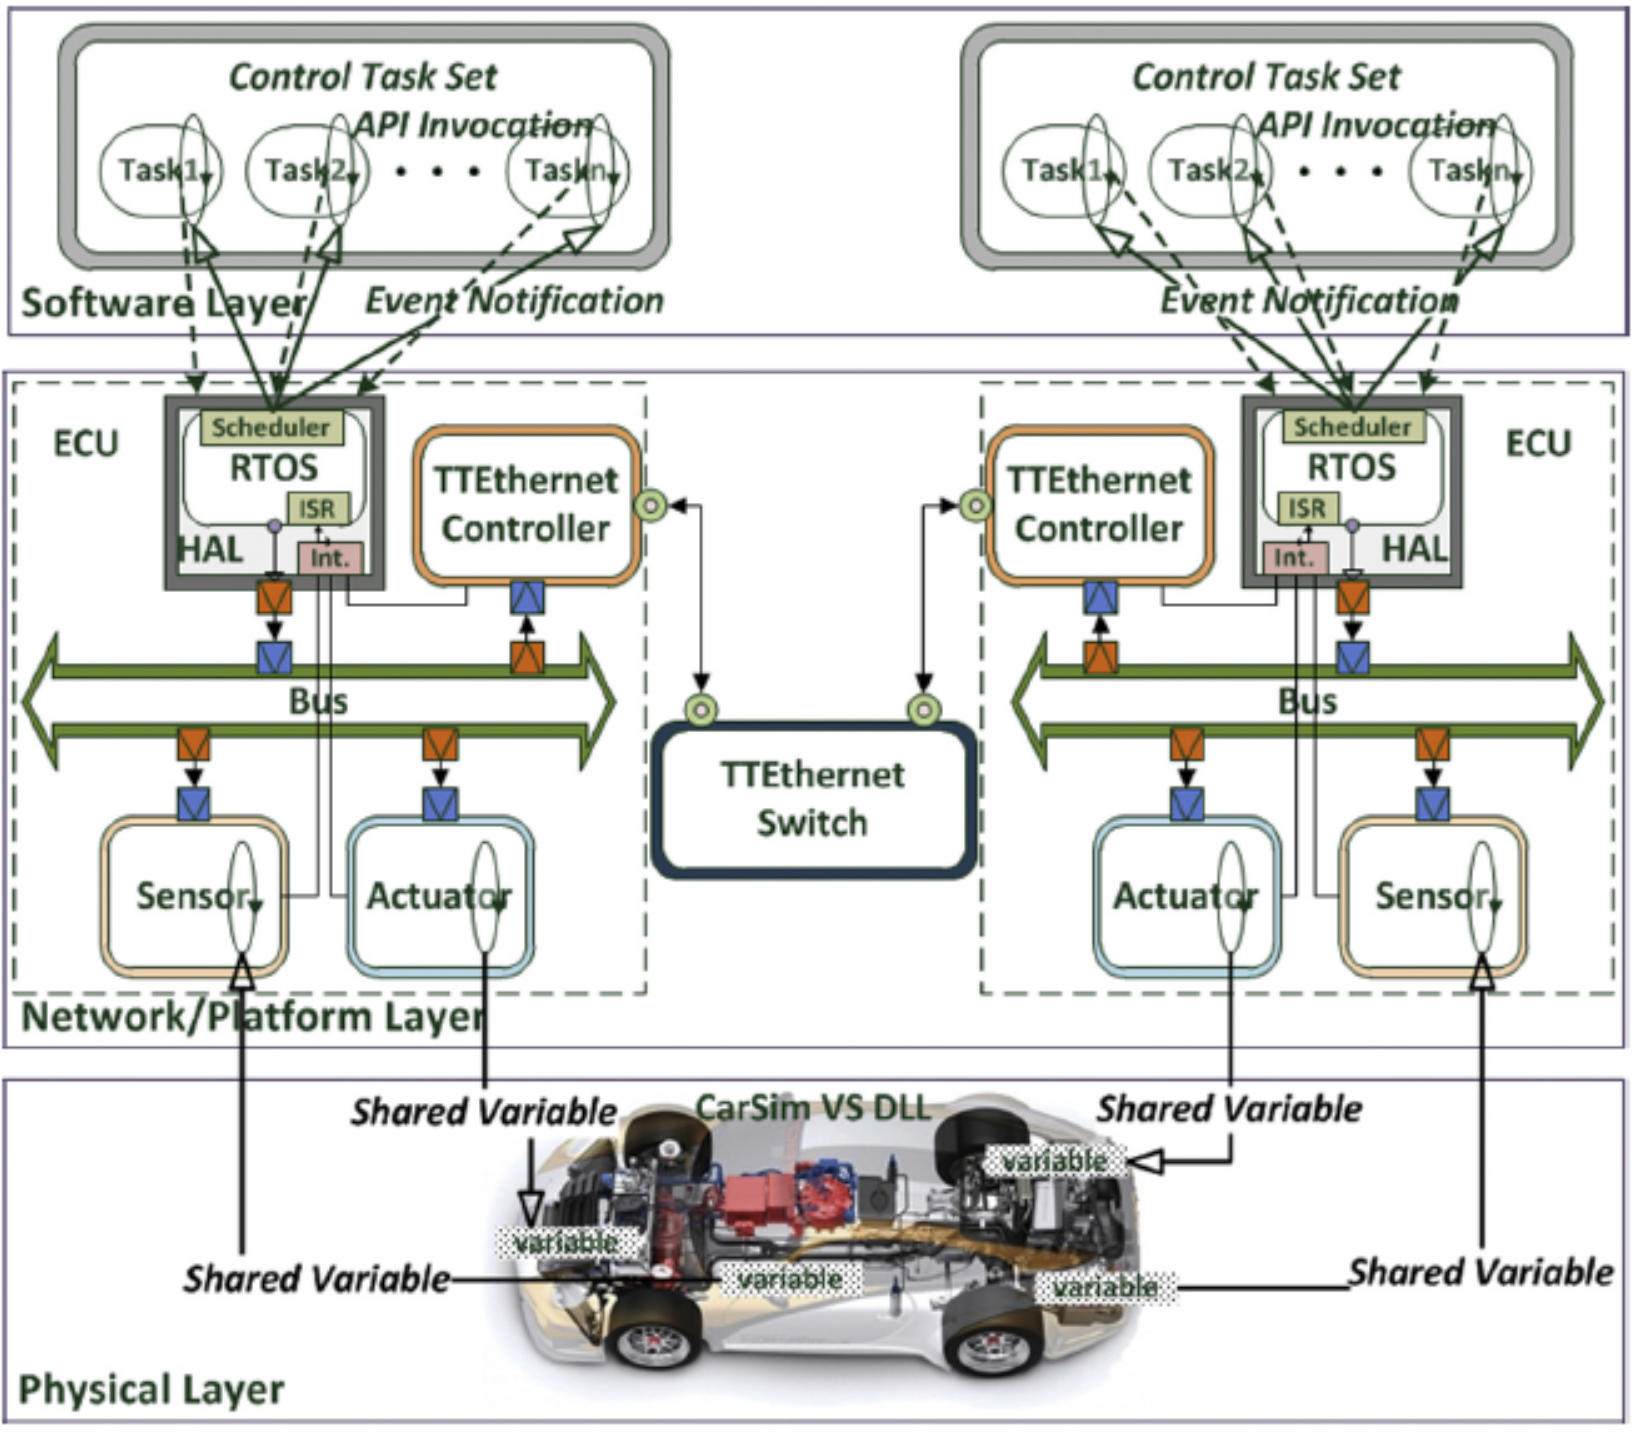 Control Task Set
API Invocation
Task1
Task2
Taskn
Event Notification
Software Layer
Control Task Set
API Invocation
Task1
Task2
Taskn
Event Notification
ECU
Scheduler
RTOS
ISR
HAL
Int.
TTEthernet
Controller
Bus
Sensor
Actuator
TTEthernet
Switch
TTEthernet
Controller
Scheduler
RTOS
ISR
Int.
HAL
ECU
Bus
Actuator
Sensor
Network/Platform Layer
Shared Variable
CarSim VS DLL
Shared Variable
variable
variable
Shared Variable
variable
variable
Shared Variable
Physical Layer